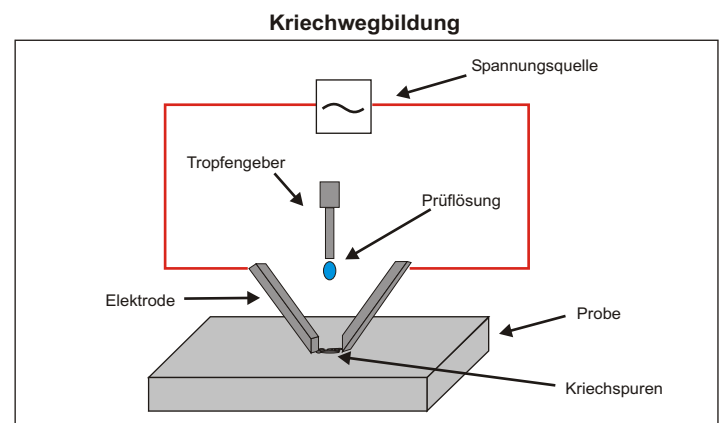 Kriechwegbildung
Spannungsquelle
Tropfengeber
Prüflösung
Elektrode
Probe
Kriechspuren